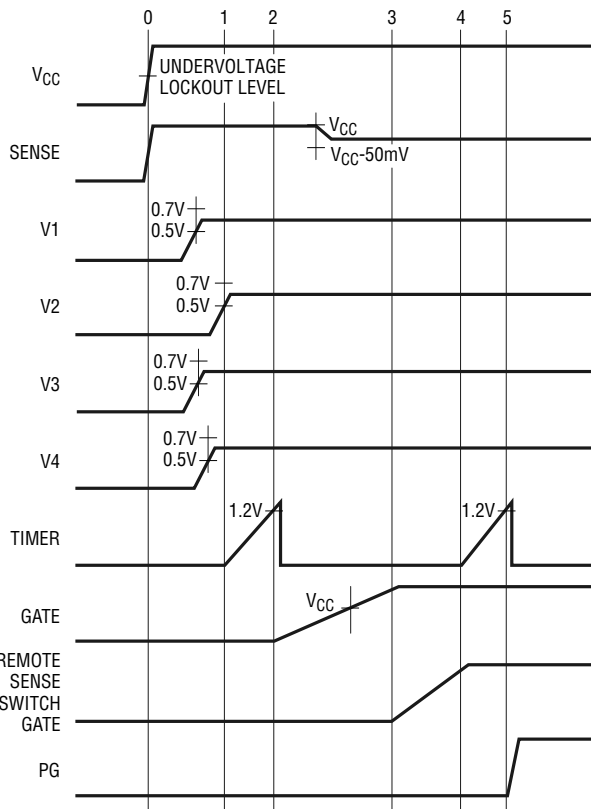 0 1 2 3 4 5
VCC
UNDERVOLTAGE
LOCKOUT LEVEL
SENSE
VCC
VCC-50mV
V1
0.7V
0.5V
V2
0.7V
0.5V
V3
0.7V
0.5V
V4
0.7V
0.5V
TIMER
1.2V
1.2V
GATE
VCC
REMOTE
SENSE
SWITCH
GATE
PG